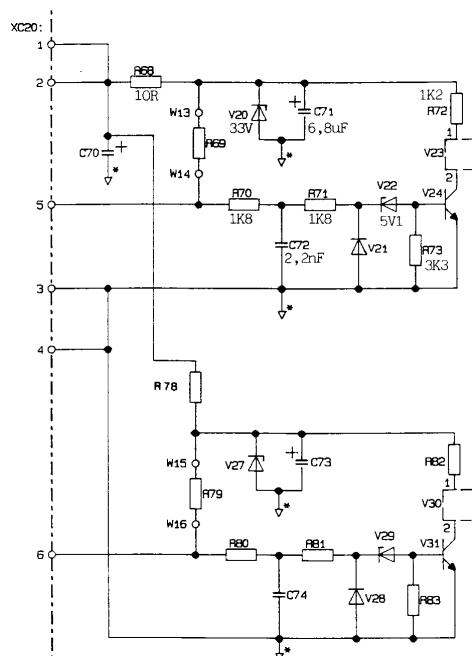 XC20:
1
2
R68
10R
W13
R69
W14
V20
33V
+
C71
6,8uF
*
1K2
R72
1
V23
2
C70
+
*
5
R70
1K8
R71
1K8
V22
5V1
V24
C72
2,2nF
V21
R73
3K3
3
*
4
R78
W15
R79
W16
V27
+
C73
*
R82
1
V30
2
6
R80
R81
V29
V31
C74
V28
R83
*